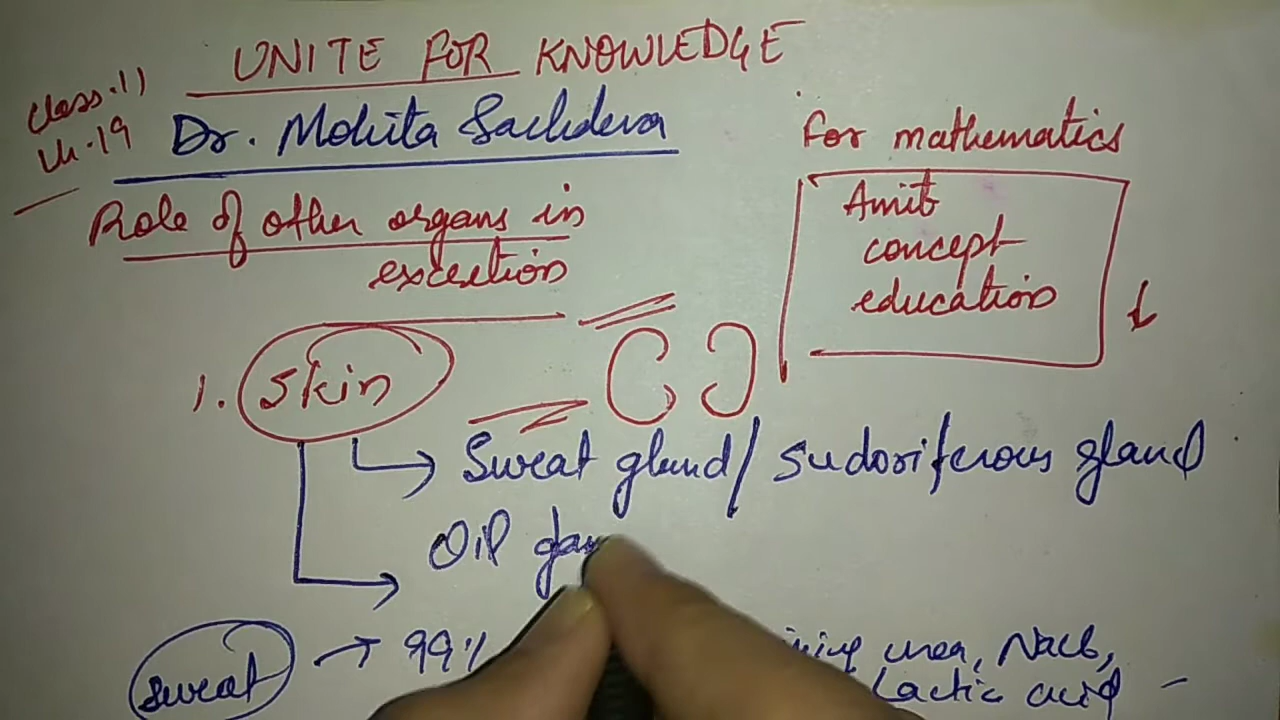 UNITE FOR KNOWLEDGE
Class.11
Ch.19
Dr. Mohita Sachdeva
For mathematics
Amit
concept
education
Role of other organs in
excretion
1. Skin
Sweat gland/ sudoriferous gland
Oil
sweat → 99%
urea, NaCl,
Lactic acid -